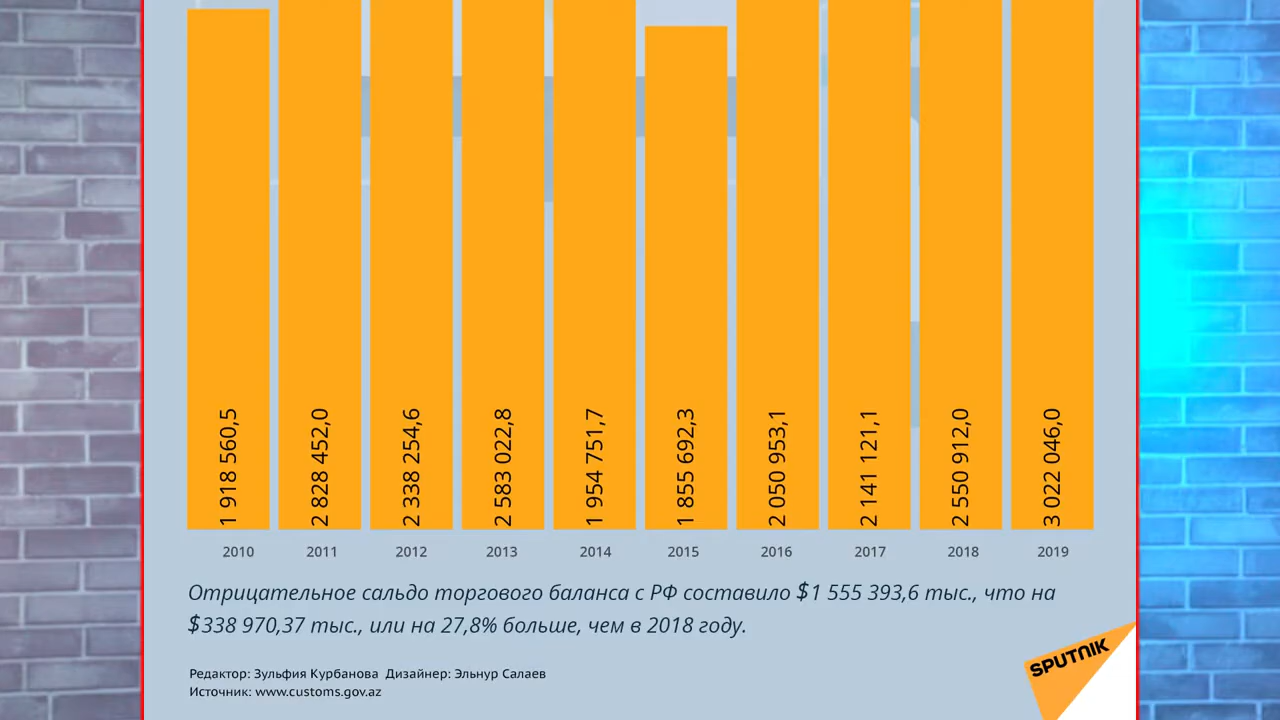 1 918 560,5
2 828 452,0
2 338 254,6
2 583 022,8
1 954 751,7
1 855 692,3
2 050 953,1
2 141 121,1
2 550 912,0
3 022 046,0
2010 2011 2012 2013 2014 2015 2016 2017 2018 2019
Отрицательное сальдо торгового баланса с РФ составило $1 555 393,6 тыс., что на
$338 970,37 тыс., или на 27,8% больше, чем в 2018 году.
Редактор: Зульфия Курбанова Дизайнер: Эльнур Салаев
Источник: www.customs.gov.az
SPUTNIK